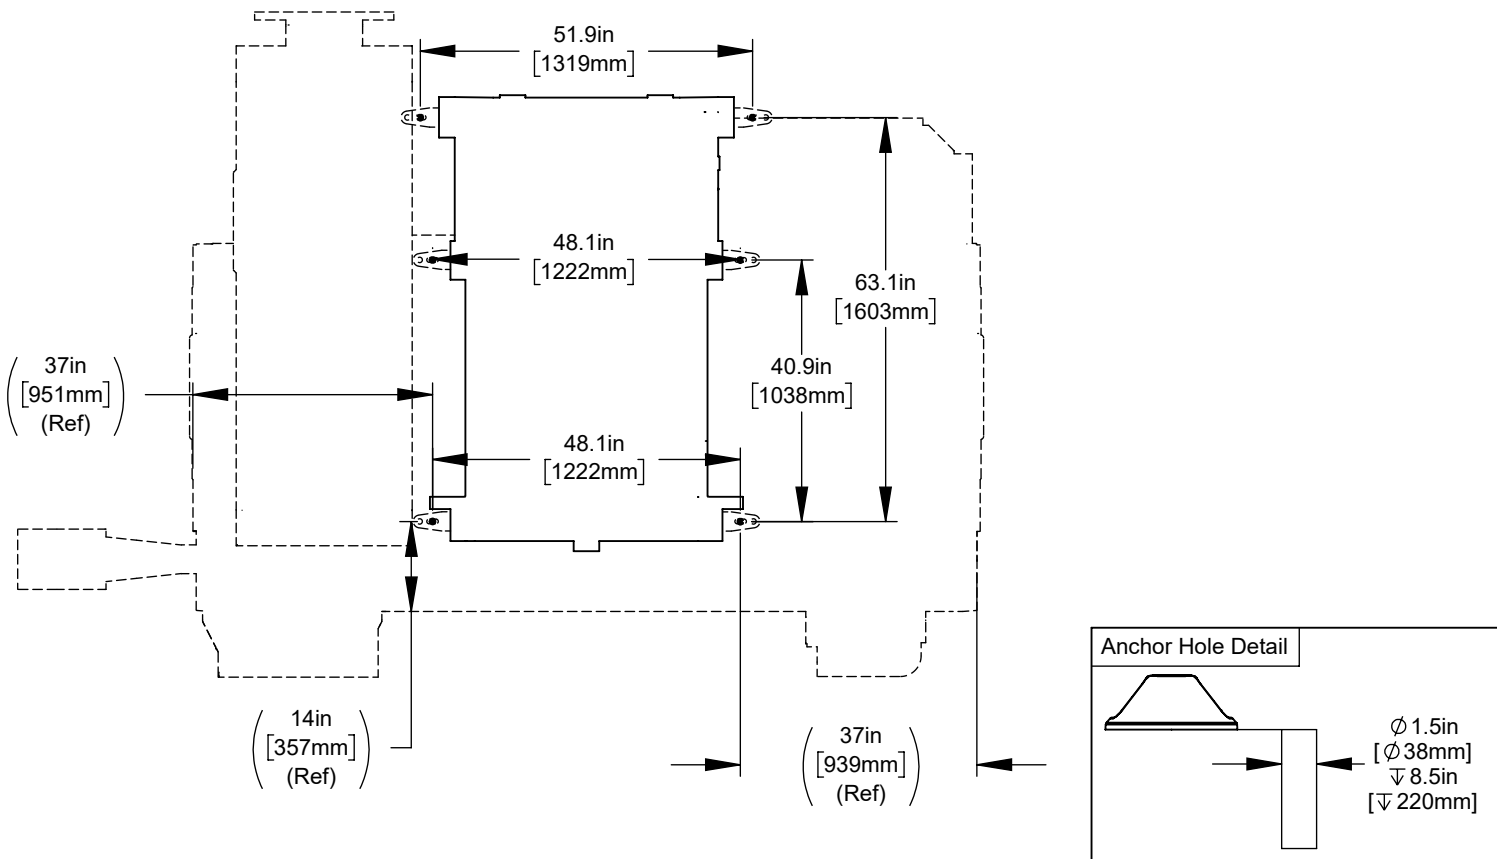 51.9in
[1319mm]
48.1in
[1222mm]
63.1in
[1603mm]
37in
[951mm]
(Ref)
40.9in
[1038mm]
48.1in
[1222mm]
Anchor Hole Detail
14in
[357mm]
(Ref)
37in
[939mm]
(Ref)
∅1.5in
[∅38mm]
↧8.5in
[↧220mm]